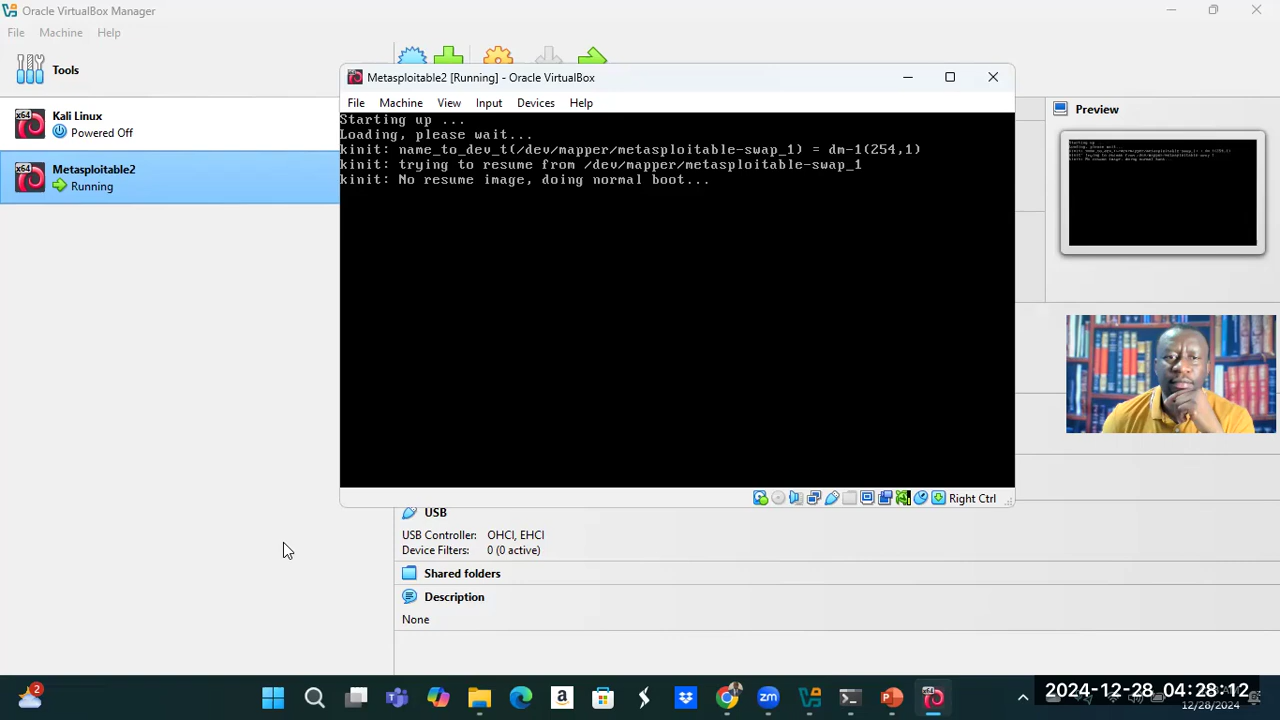 Oracle VirtualBox Manager
File Machine Help
Tools
Kali Linux
Powered Off
Metasploitable2
Running
Metasploitable2 [Running] - Oracle VirtualBox
File Machine View Input Devices Help
Starting up ...
Loading, please wait...
kinit: name_to_dev_t(/dev/mapper/metasploitable-swap_1) = dm-1(254,1)
kinit: trying to resume from /dev/mapper/metasploitable-swap_1
kinit: No resume image, doing normal boot...
Right Ctrl
Preview
USB
USB Controller: OHCI, EHCI
Device Filters: 0 (0 active)
Shared folders
Description
None
2
2024-12-28 04:28:12
12/28/2024